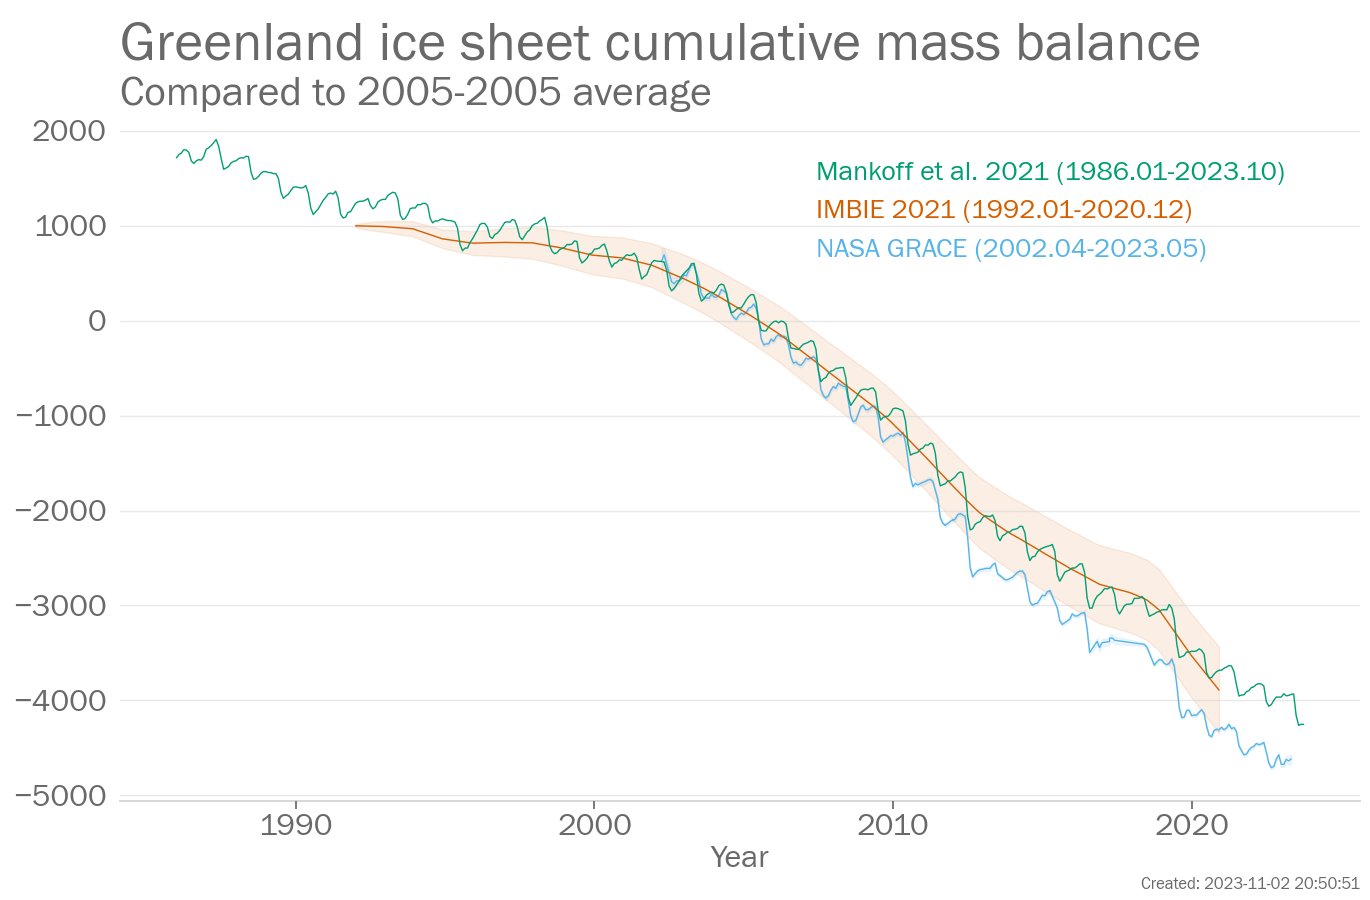 Greenland ice sheet cumulative mass balance
Compared to 2005-2005 average
2000
Mankoff et al. 2021 (1986.01-2023.10)
IMBIE 2021 (1992.01-2020.12)
1000
NASA GRACE (2002.04-2023.05)
0
−1000
−2000
−3000
−4000
−5000
1990 2000 2010 2020
Year
Created: 2023-11-02 20:50:51